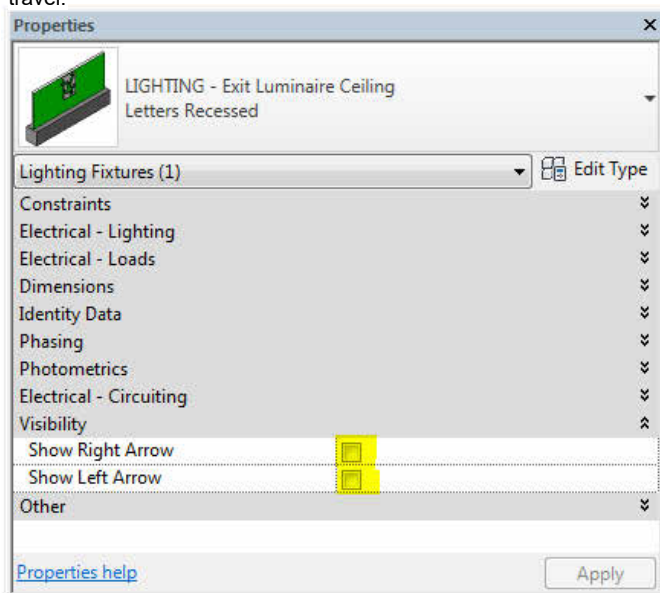 travel.
Properties
LIGHTING - Exit Luminaire Ceiling
Letters Recessed
Lighting Fixtures (1)
Edit Type
Constraints
Electrical - Lighting
Electrical - Loads
Dimensions
Identity Data
Phasing
Photometrics
Electrical - Circuiting
Visibility
Show Right Arrow
Show Left Arrow
Other
Properties help
Apply